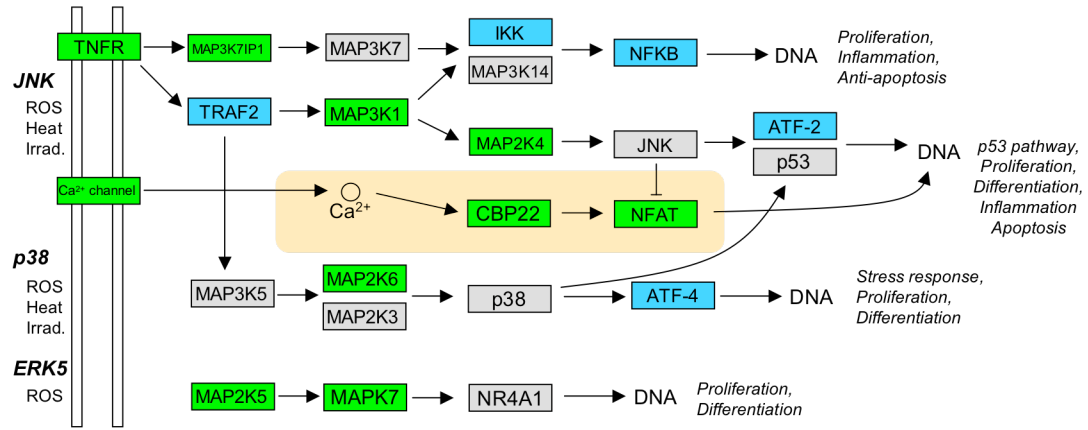 TNFR
MAP3K7IP1
MAP3K7
IKK
MAP3K14
NFKB
DNA
Proliferation,
Inflammation,
Anti-apoptosis
JNK
ROS
Heat
Irrad.
TRAF2
MAP3K1
MAP2K4
JNK
ATF-2
p53
DNA
p53 pathway,
Proliferation,
Differentiation,
Inflammation
Apoptosis
Ca²⁺ channel
Ca²⁺
CBP22
NFAT
p38
ROS
Heat
Irrad.
MAP3K5
MAP2K6
MAP2K3
p38
ATF-4
DNA
Stress response,
Proliferation,
Differentiation
ERK5
ROS
MAP2K5
MAPK7
NR4A1
DNA
Proliferation,
Differentiation